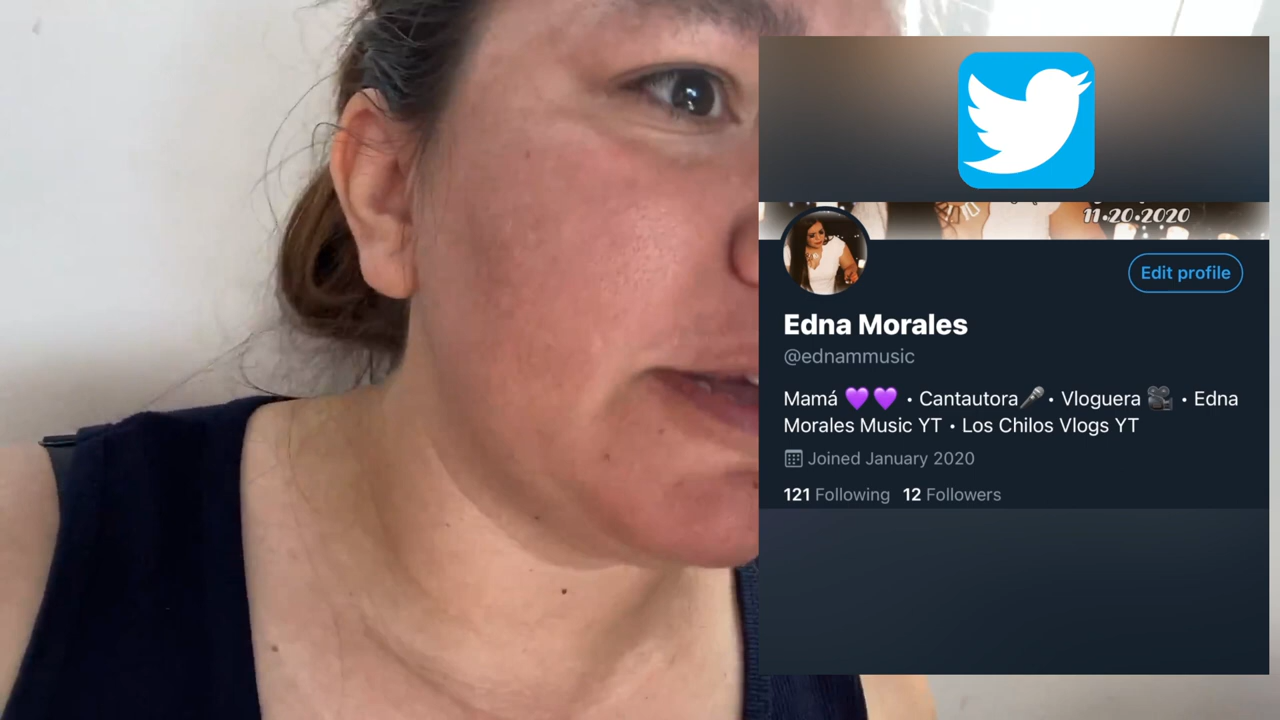 11•20•2020
Edit profile
Edna Morales
@ednammusic
Mamá 💜💜 • Cantautora🎤• Vloguera 🎥 • Edna
Morales Music YT • Los Chilos Vlogs YT
Joined January 2020
121 Following 12 Followers